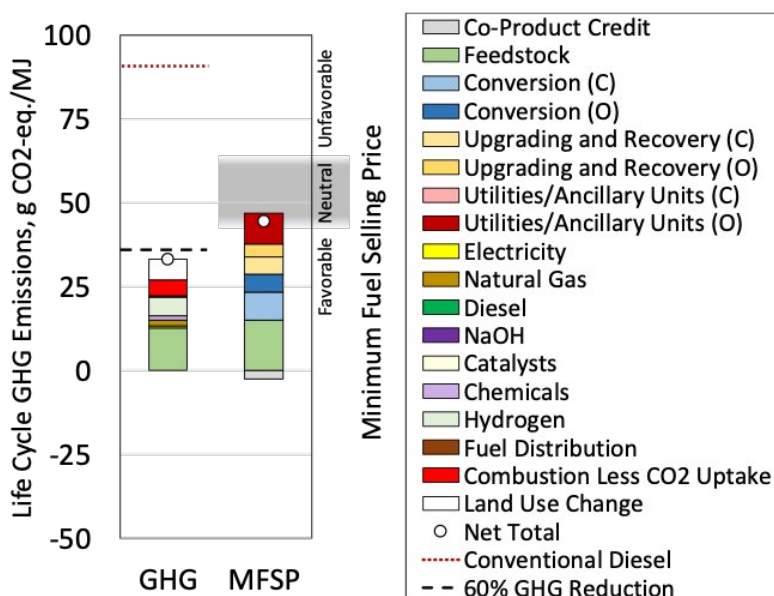 Life Cycle GHG Emissions, g CO2-eq./MJ
100
75
50
25
0
-25
-50
GHG
MFSP
Unfavorable
Neutral
Favorable
Minimum Fuel Selling Price
Co-Product Credit
Feedstock
Conversion (C)
Conversion (O)
Upgrading and Recovery (C)
Upgrading and Recovery (O)
Utilities/Ancillary Units (C)
Utilities/Ancillary Units (O)
Electricity
Natural Gas
Diesel
NaOH
Catalysts
Chemicals
Hydrogen
Fuel Distribution
Combustion Less CO2 Uptake
Land Use Change
Net Total
Conventional Diesel
60% GHG Reduction